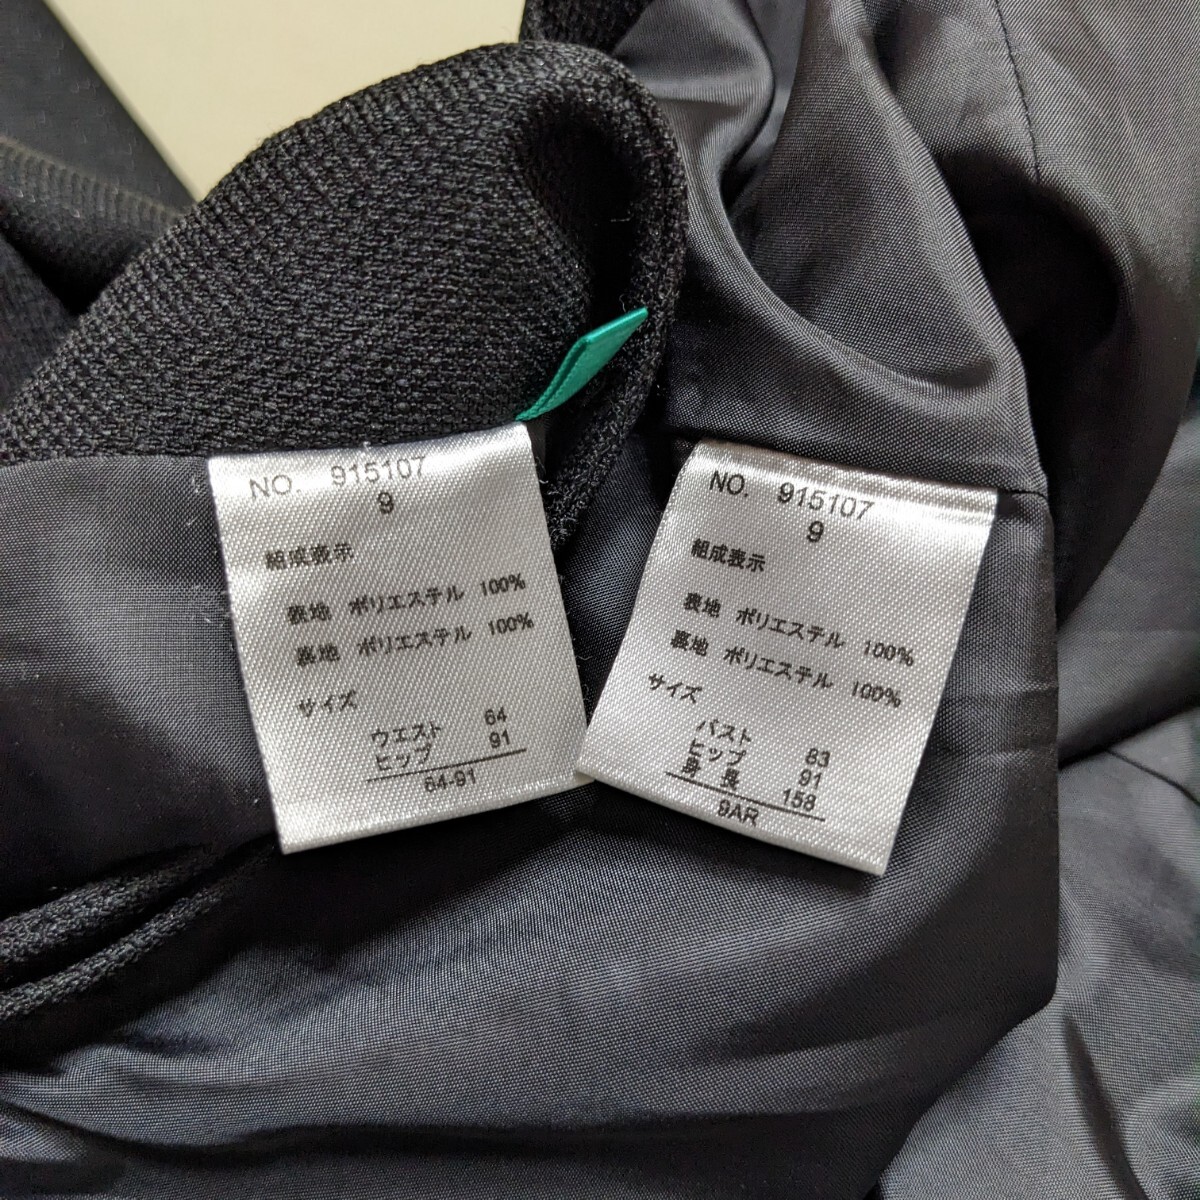 NO. 915107
9
組成表示
表地 ポリエステル 100%
裏地 ポリエステル 100%
サイズ
ウエスト 64
ヒップ 91
64-91
NO. 915107
9
組成表示
表地 ポリエステル 100%
裏地 ポリエステル 100%
サイズ
バスト 83
ヒップ 91
身長 158
9AR